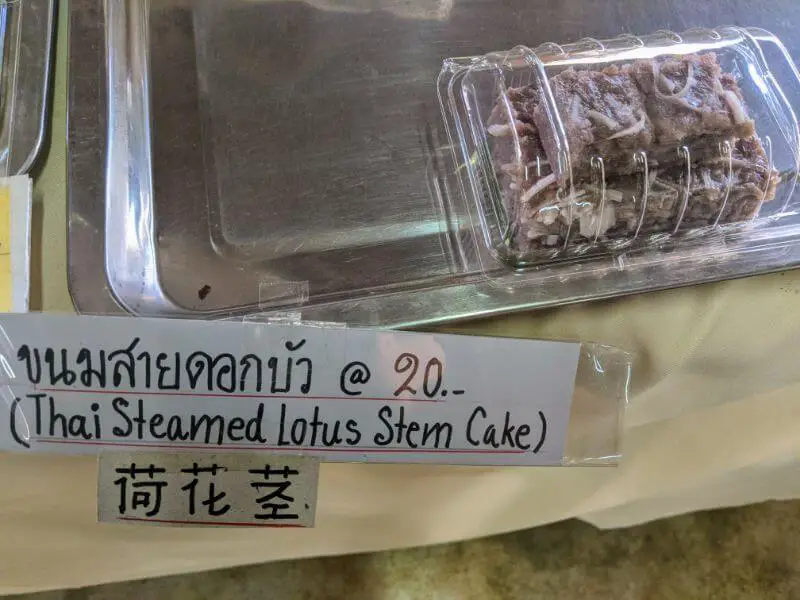 ขนมสายดอกบัว @ 20.-
(Thai Steamed Lotus Stem Cake)
荷花茎.